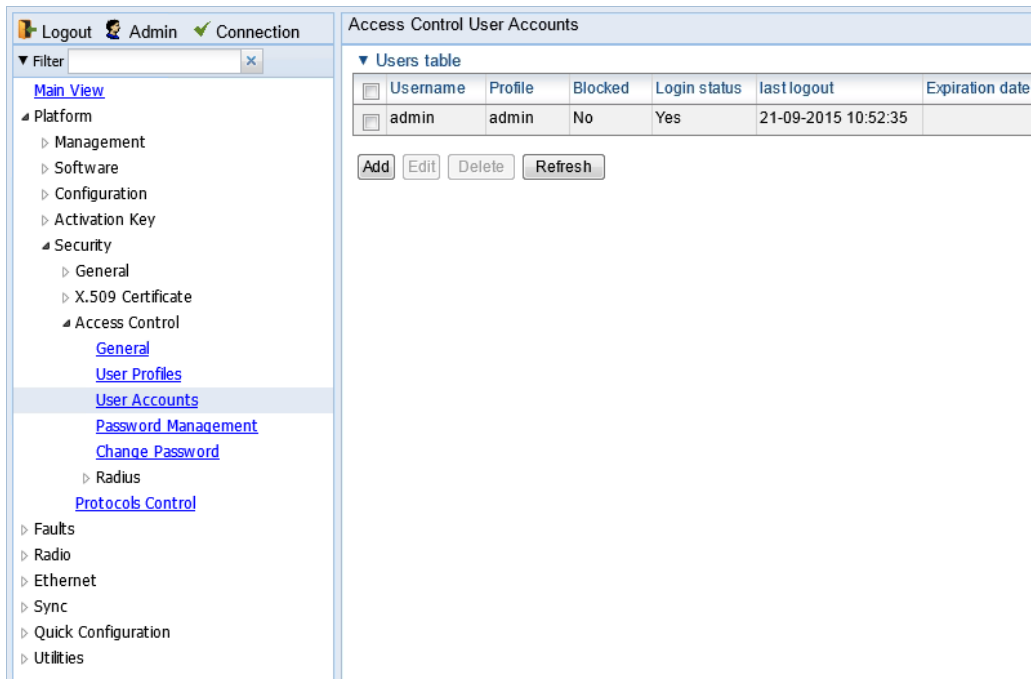 Logout Admin Connection
Filter
Main View
Platform
Management
Software
Configuration
Activation Key
Security
General
X.509 Certificate
Access Control
General
User Profiles
User Accounts
Password Management
Change Password
Radius
Protocols Control
Faults
Radio
Ethernet
Sync
Quick Configuration
Utilities
Access Control User Accounts
Users table
Username Profile Blocked Login status last logout Expiration date
admin admin No Yes 21-09-2015 10:52:35
Add Edit Delete Refresh